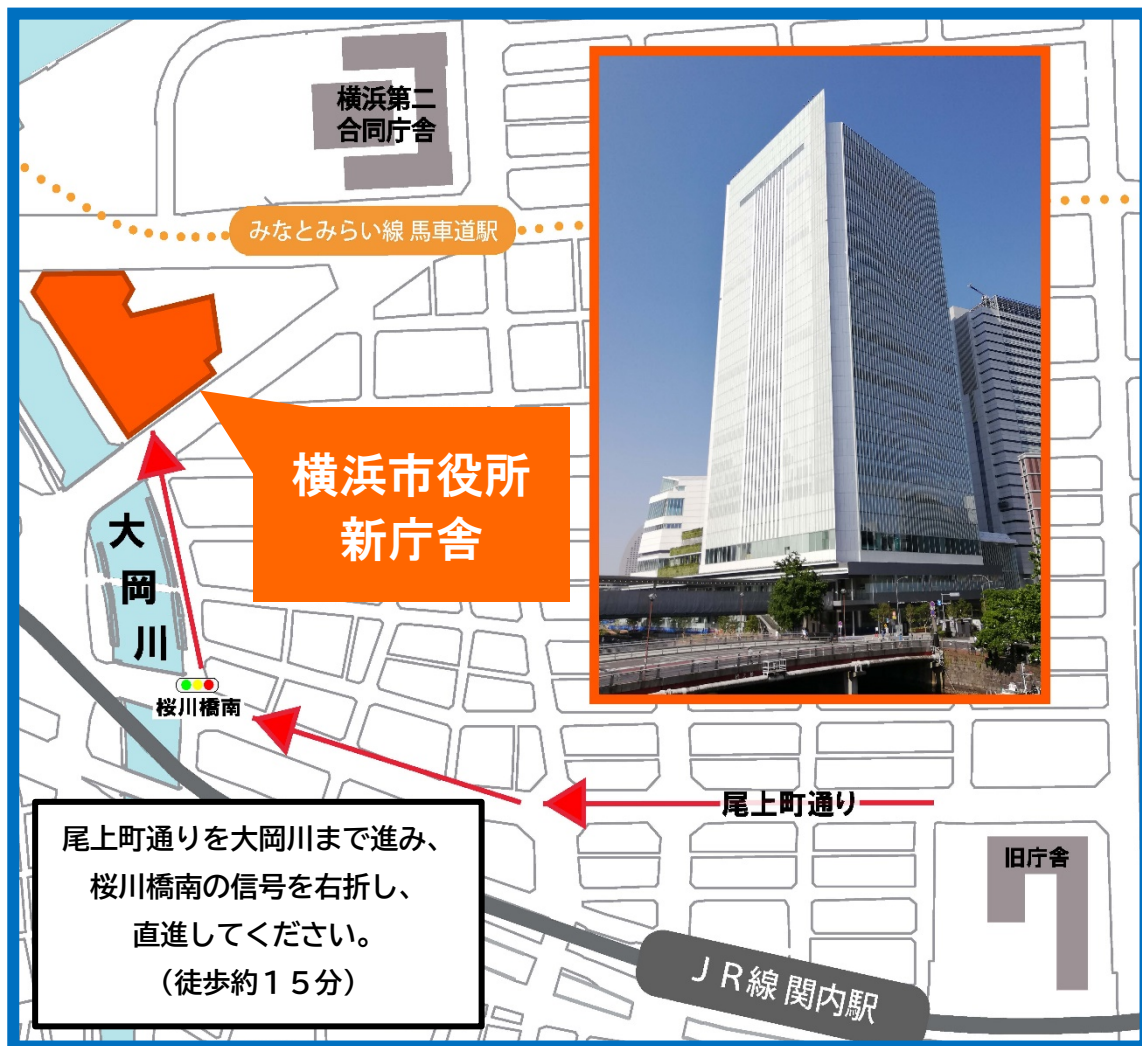 横浜第二
合同庁舎
みなとみらい線 馬車道駅
横浜市役所
新庁舎
大
岡
川
桜川橋南
尾上町通り
尾上町通りを大岡川まで進み、
桜川橋南の信号を右折し、
直進してください。
（徒歩約１５分）
旧庁舎
ＪＲ線 関内駅